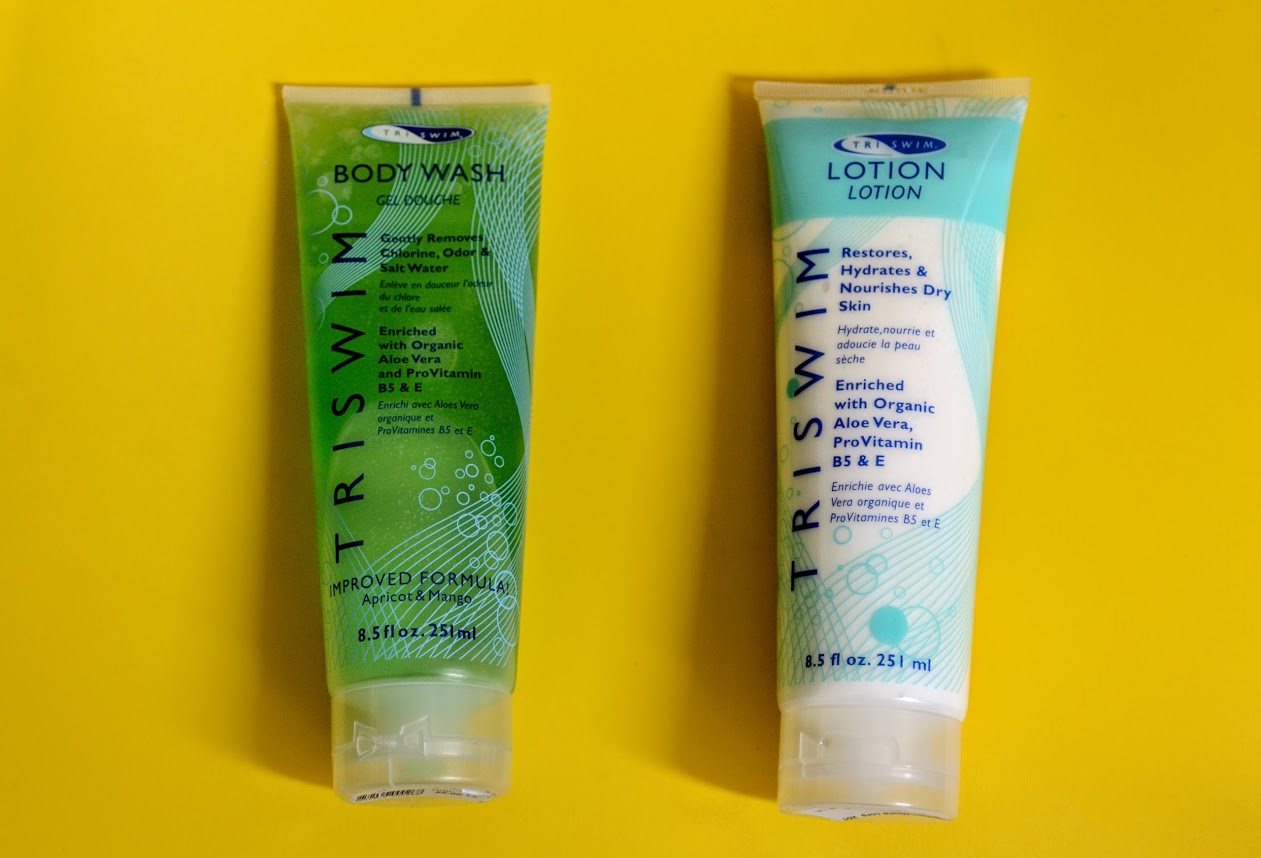 TRISWIM
BODY WASH
GEL DOUCHE
TRISWIM
Gently Removes
Chlorine, Odor &
Salt Water
Enlève en douceur l'odeur
du chlore
et de l'eau salée
Enriched
with Organic
Aloe Vera
and ProVitamin
B5 & E
Enrichi avec Aloes Vera
organique et
ProVitamines B5 et E
IMPROVED FORMULA!
Apricot & Mango
8.5 fl oz. 251ml
TRISWIM
LOTION
LOTION
TRISWIM
Restores,
Hydrates &
Nourishes Dry
Skin
Hydrate,nourrie et
adoucie la peau
sèche
Enriched
with Organic
Aloe Vera,
ProVitamin
B5 & E
Enrichie avec Aloes
Vera organique et
ProVitamines B5 et E
8.5 fl oz. 251 ml